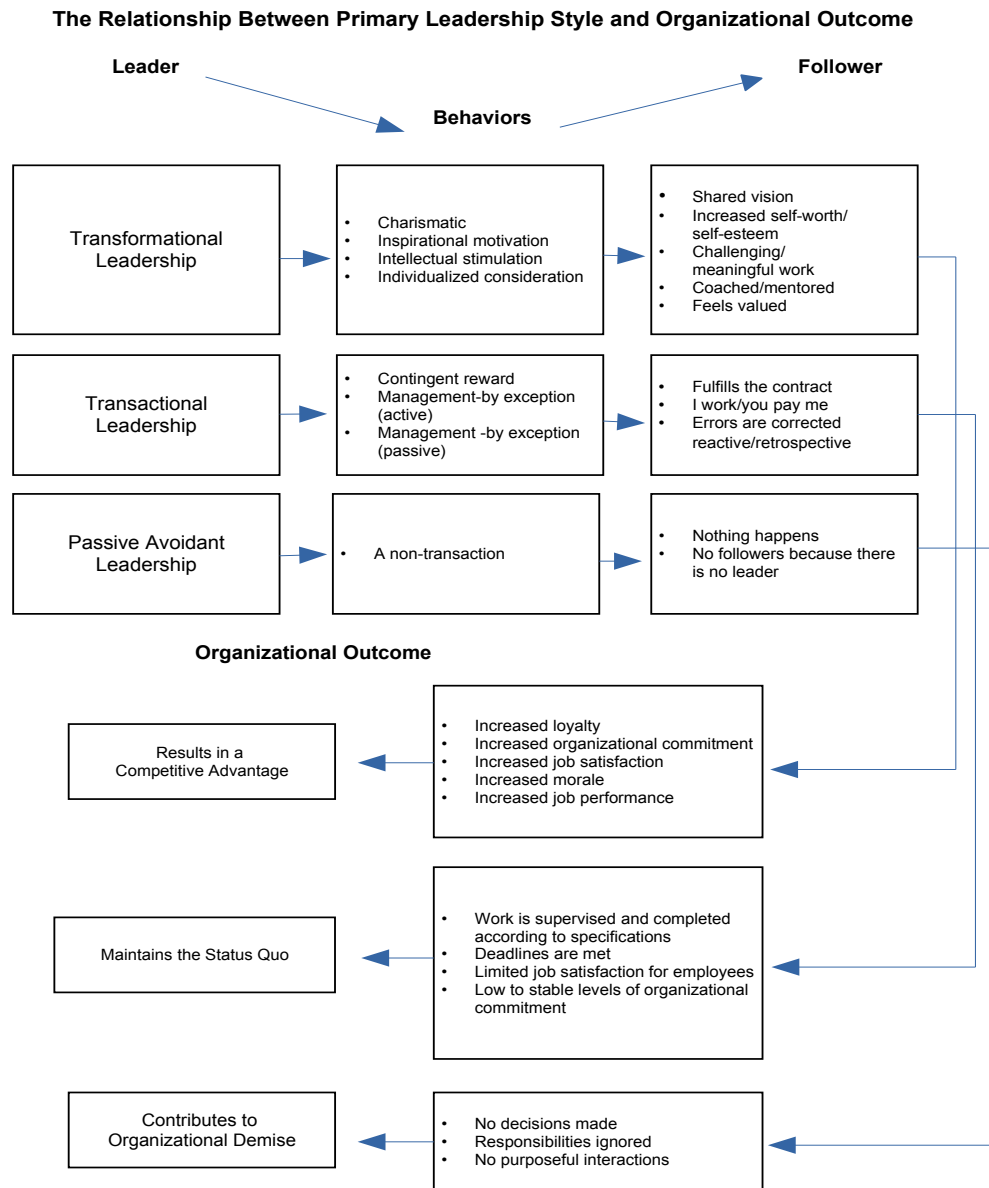 The Relationship Between Primary Leadership Style and Organizational Outcome
Leader
Follower
Behaviors
Transformational
Leadership
• Charismatic
• Inspirational motivation
• Intellectual stimulation
• Individualized consideration
• Shared vision
• Increased self-worth/
self-esteem
• Challenging/
meaningful work
• Coached/mentored
• Feels valued
Transactional
Leadership
• Contingent reward
• Management-by exception
(active)
• Management -by exception
(passive)
• Fulfills the contract
• I work/you pay me
• Errors are corrected
reactive/retrospective
Passive Avoidant
Leadership
• A non-transaction
• Nothing happens
• No followers because there
is no leader
Organizational Outcome
Results in a
Competitive Advantage
• Increased loyalty
• Increased organizational commitment
• Increased job satisfaction
• Increased morale
• Increased job performance
Maintains the Status Quo
• Work is supervised and completed
according to specifications
• Deadlines are met
• Limited job satisfaction for employees
• Low to stable levels of organizational
commitment
Contributes to
Organizational Demise
• No decisions made
• Responsibilities ignored
• No purposeful interactions